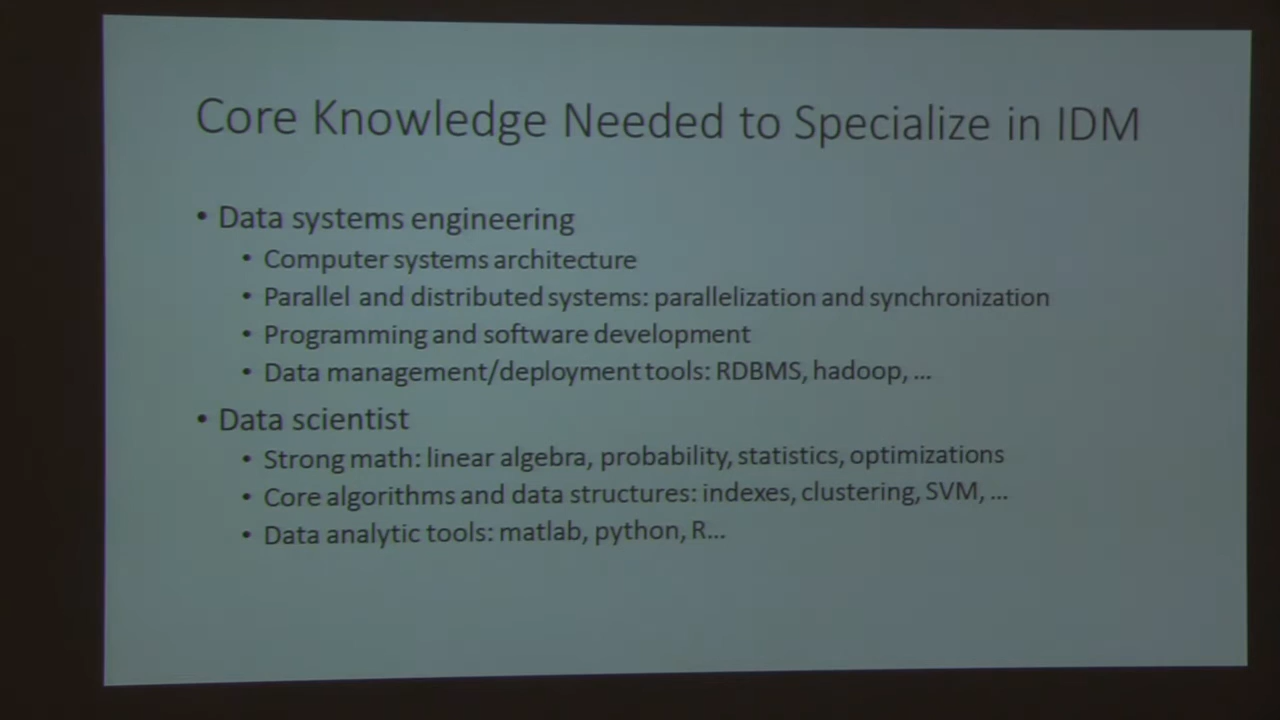 Core Knowledge Needed to Specialize in IDM
• Data systems engineering
• Computer systems architecture
• Parallel and distributed systems: parallelization and synchronization
• Programming and software development
• Data management/deployment tools: RDBMS, hadoop, ...
• Data scientist
• Strong math: linear algebra, probability, statistics, optimizations
• Core algorithms and data structures: indexes, clustering, SVM, ...
• Data analytic tools: matlab, python, R...